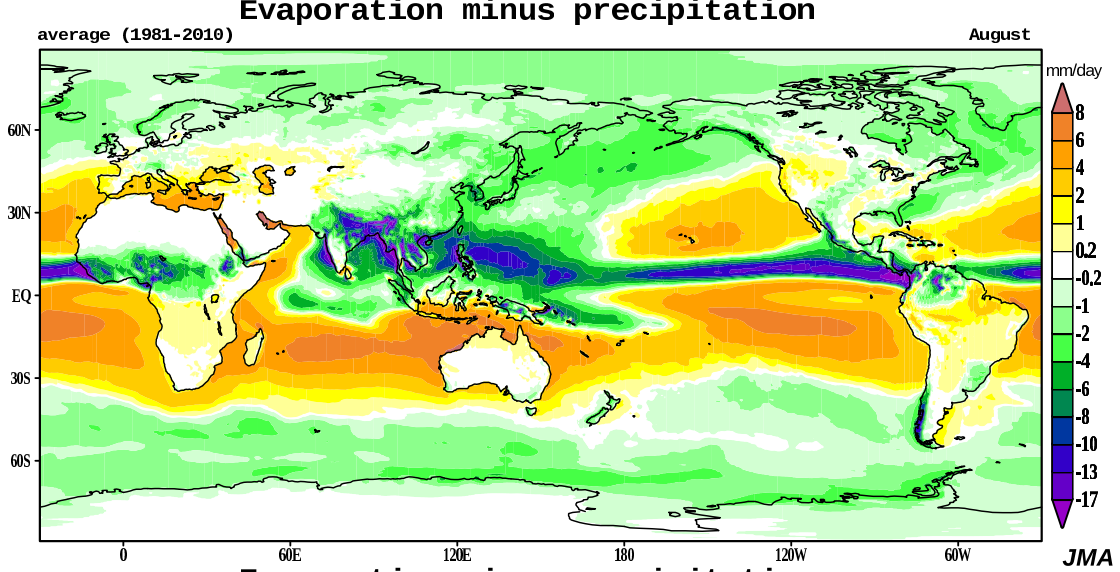 Evaporation minus precipitation
average (1981-2010) August
mm/day
8
6
4
2
1
0.2
-0.2
-1
-2
-4
-6
-8
-10
-13
-17
60N
30N
EQ
30S
60S
0 60E 120E 180 120W 60W
JMA